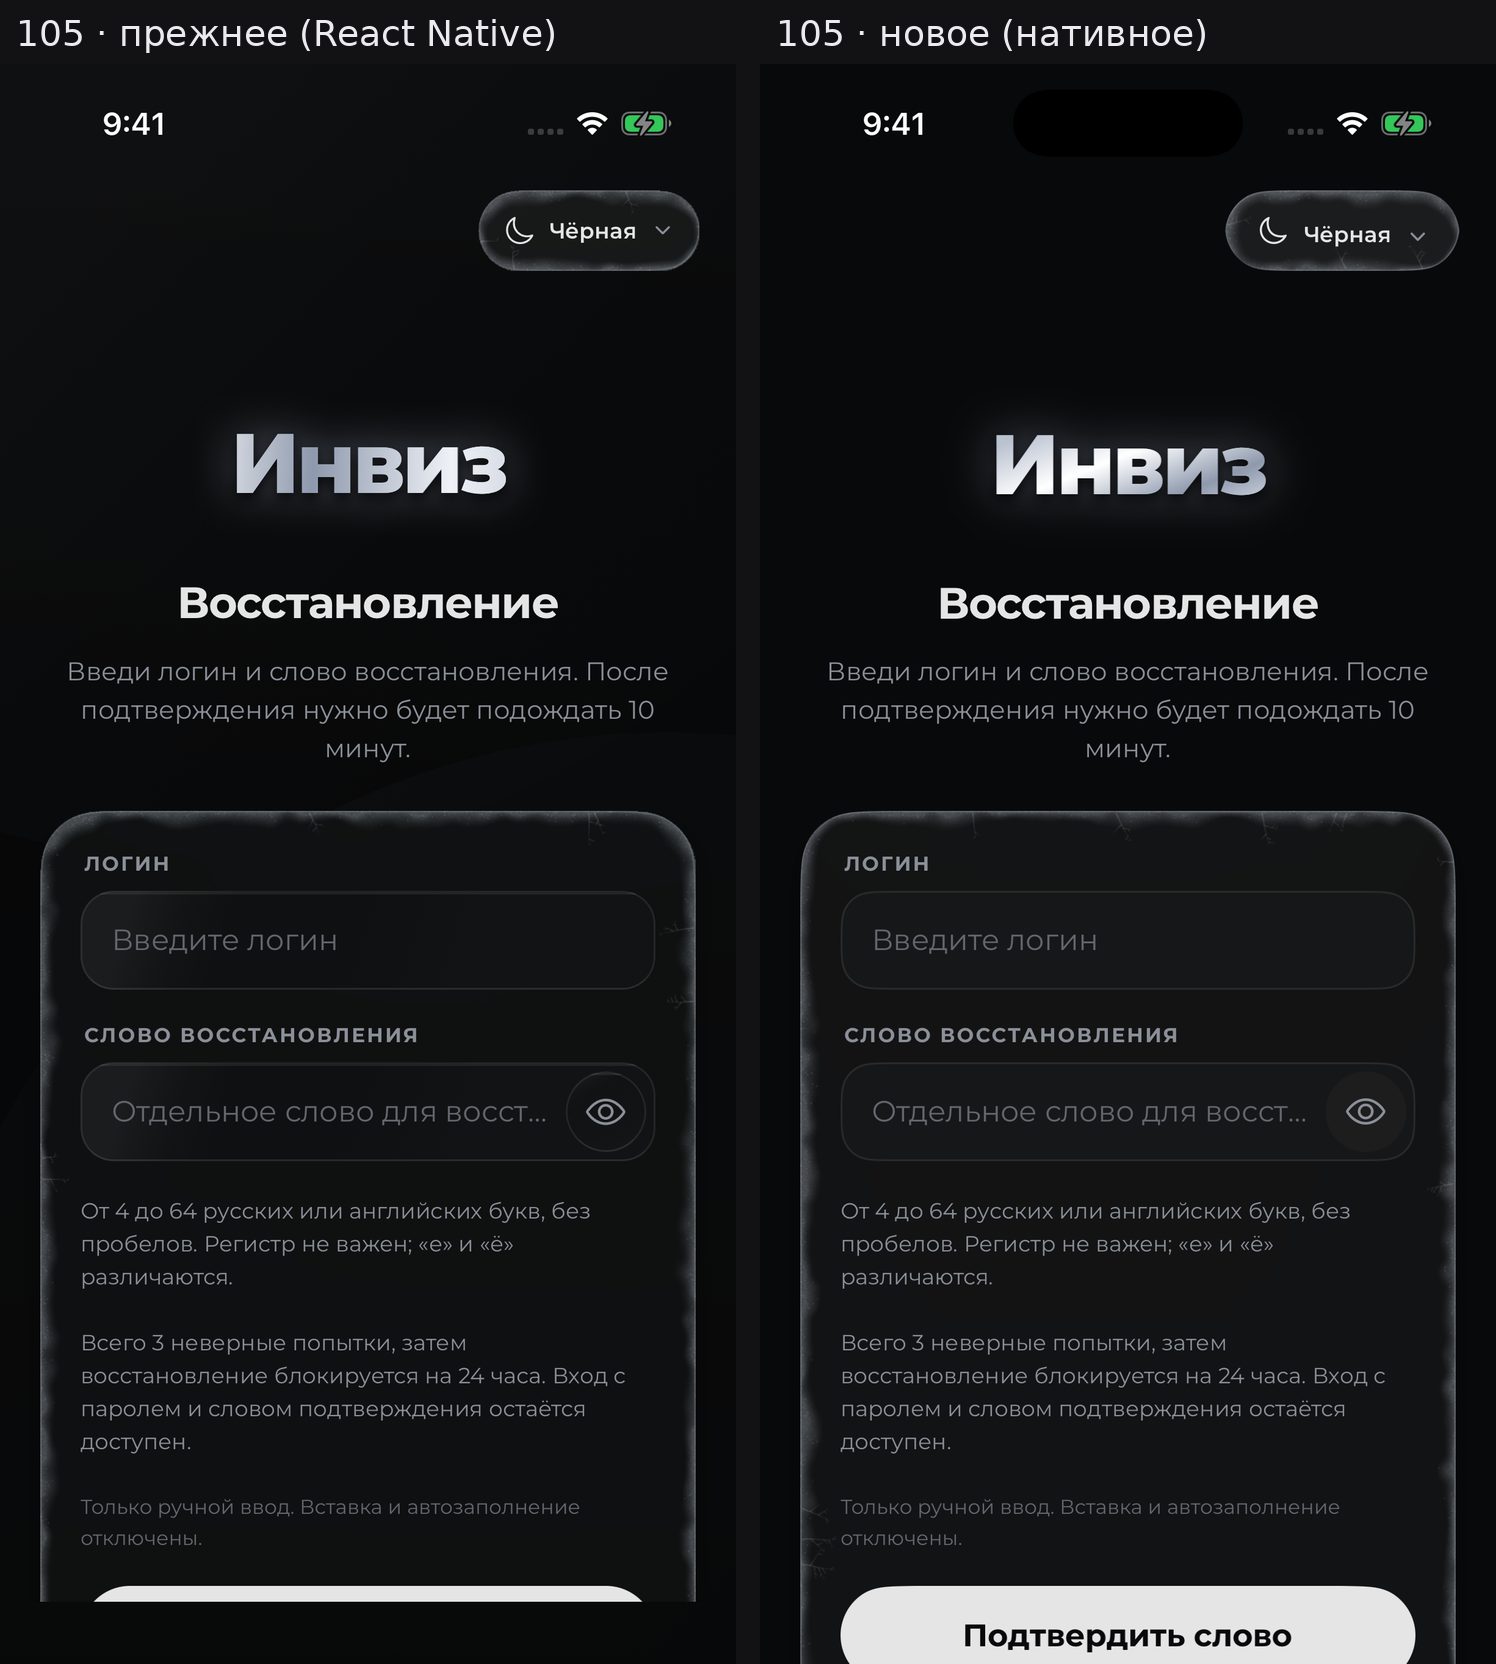 105 · прежнее (React Native)
9:41
Чёрная
Инвиз
Восстановление
Введи логин и слово восстановления. После
подтверждения нужно будет подождать 10
минут.
ЛОГИН
Введите логин
СЛОВО ВОССТАНОВЛЕНИЯ
Отдельное слово для восст...
От 4 до 64 русских или английских букв, без
пробелов. Регистр не важен; «е» и «ё»
различаются.
Всего 3 неверные попытки, затем
восстановление блокируется на 24 часа. Вход с
паролем и словом подтверждения остаётся
доступен.
Только ручной ввод. Вставка и автозаполнение
отключены.
105 · новое (нативное)
9:41
Чёрная
Инвиз
Восстановление
Введи логин и слово восстановления. После
подтверждения нужно будет подождать 10
минут.
ЛОГИН
Введите логин
СЛОВО ВОССТАНОВЛЕНИЯ
Отдельное слово для восст...
От 4 до 64 русских или английских букв, без
пробелов. Регистр не важен; «е» и «ё»
различаются.
Всего 3 неверные попытки, затем
восстановление блокируется на 24 часа. Вход с
паролем и словом подтверждения остаётся
доступен.
Только ручной ввод. Вставка и автозаполнение
отключены.
Подтвердить слово